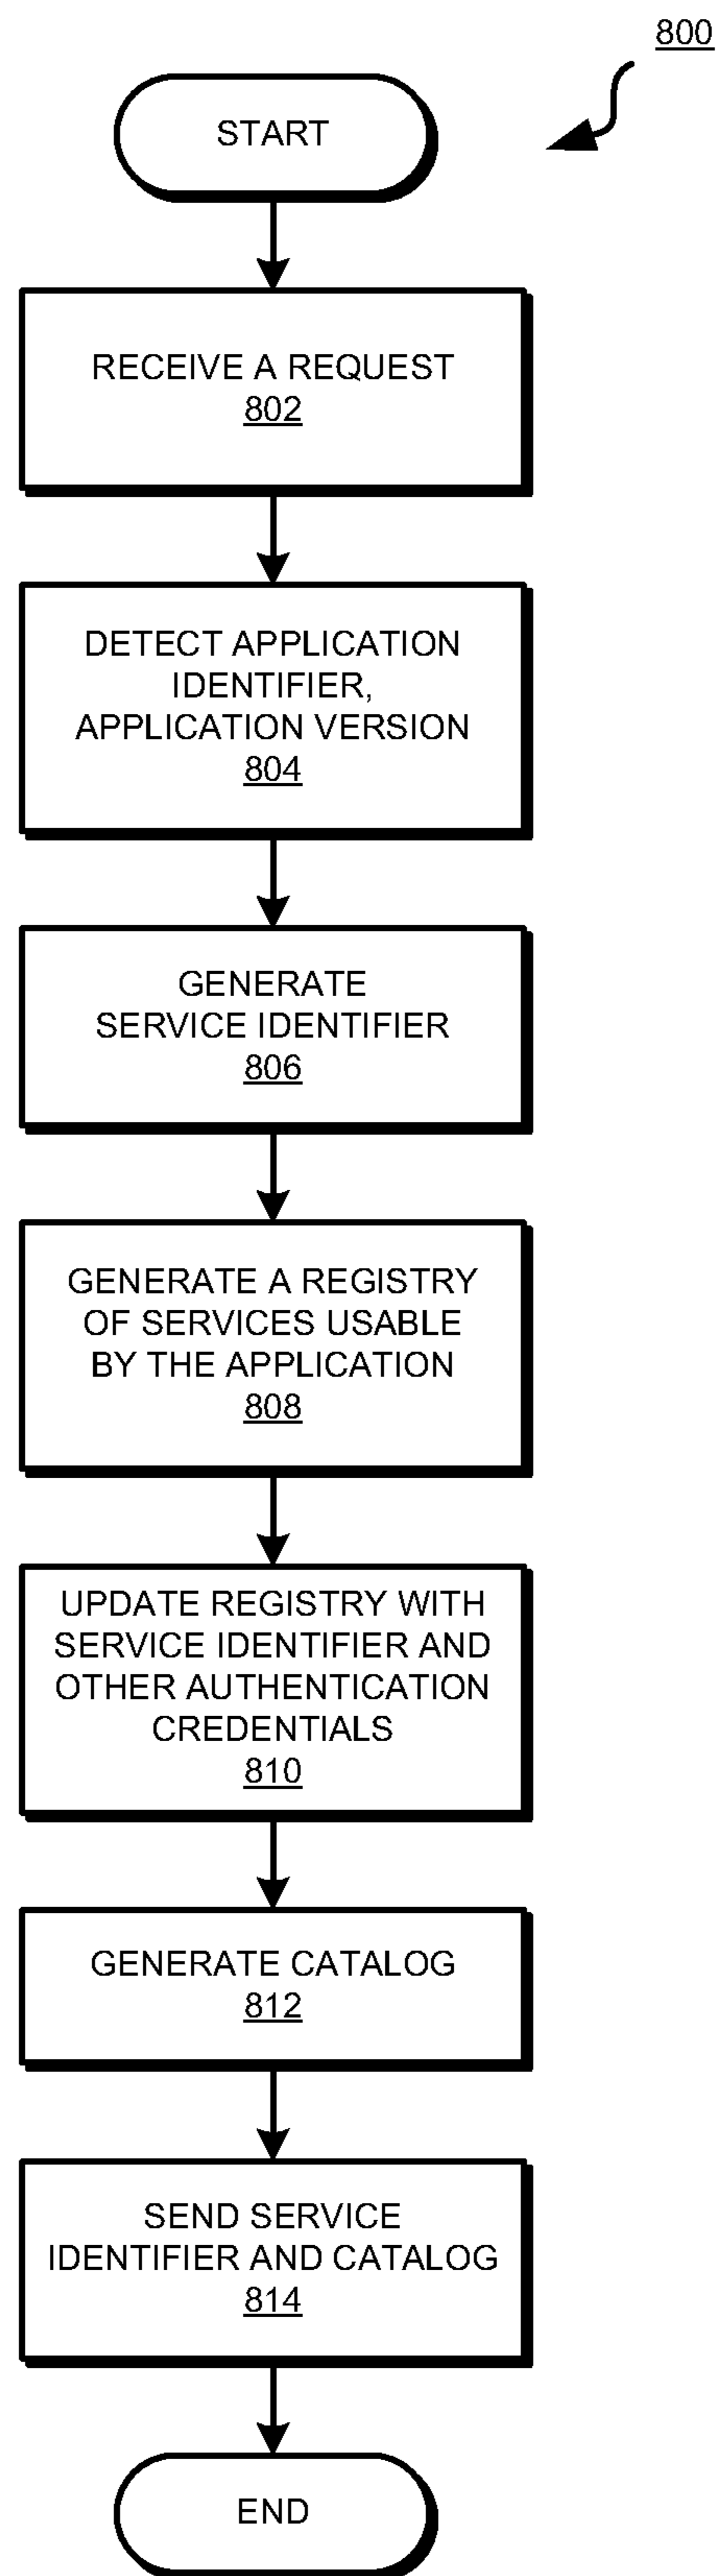 800
START
RECEIVE A REQUEST
802
DETECT APPLICATION
IDENTIFIER,
APPLICATION VERSION
804
GENERATE
SERVICE IDENTIFIER
806
GENERATE A REGISTRY
OF SERVICES USABLE
BY THE APPLICATION
808
UPDATE REGISTRY WITH
SERVICE IDENTIFIER AND
OTHER AUTHENTICATION
CREDENTIALS
810
GENERATE CATALOG
812
SEND SERVICE
IDENTIFIER AND CATALOG
814
END